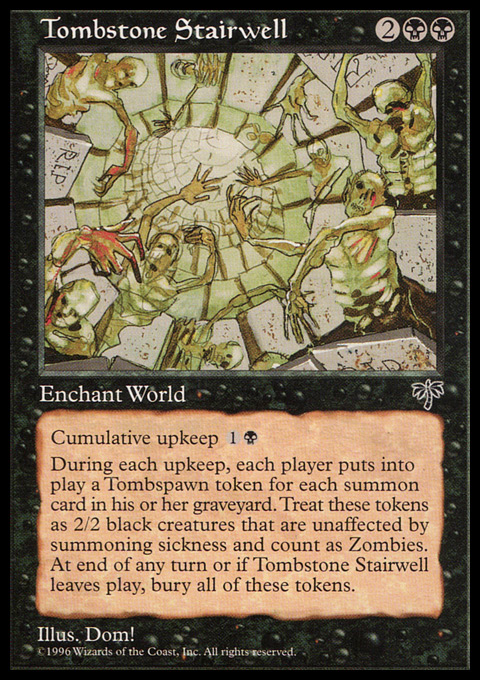 Tombstone Stairwell
2
RIP
Enchant World
Cumulative upkeep 1
During each upkeep, each player puts into
play a Tombspawn token for each summon
card in his or her graveyard. Treat these tokens
as 2/2 black creatures that are unaffected by
summoning sickness and count as Zombies.
At end of any turn or if Tombstone Stairwell
leaves play, bury all of these tokens.
Illus. Dom!
©1996 Wizards of the Coast, Inc. All rights reserved.